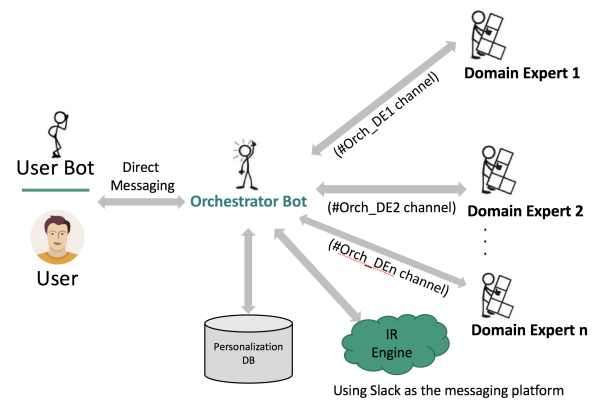 Domain Expert 1
(#Orch_DE1 channel)
User Bot
Direct
Messaging
Orchestrator Bot
(#Orch_DE2 channel)
Domain Expert 2
User
(#Orch_DEn channel)
Domain Expert n
Personalization
DB
IR
Engine
Using Slack as the messaging platform